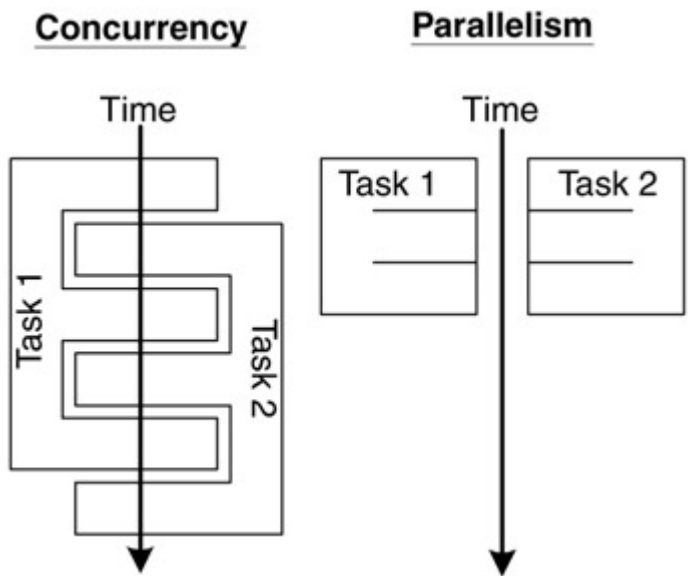 Concurrency
Time
Task 1
Task 2
Parallelism
Time
Task 1
Task 2